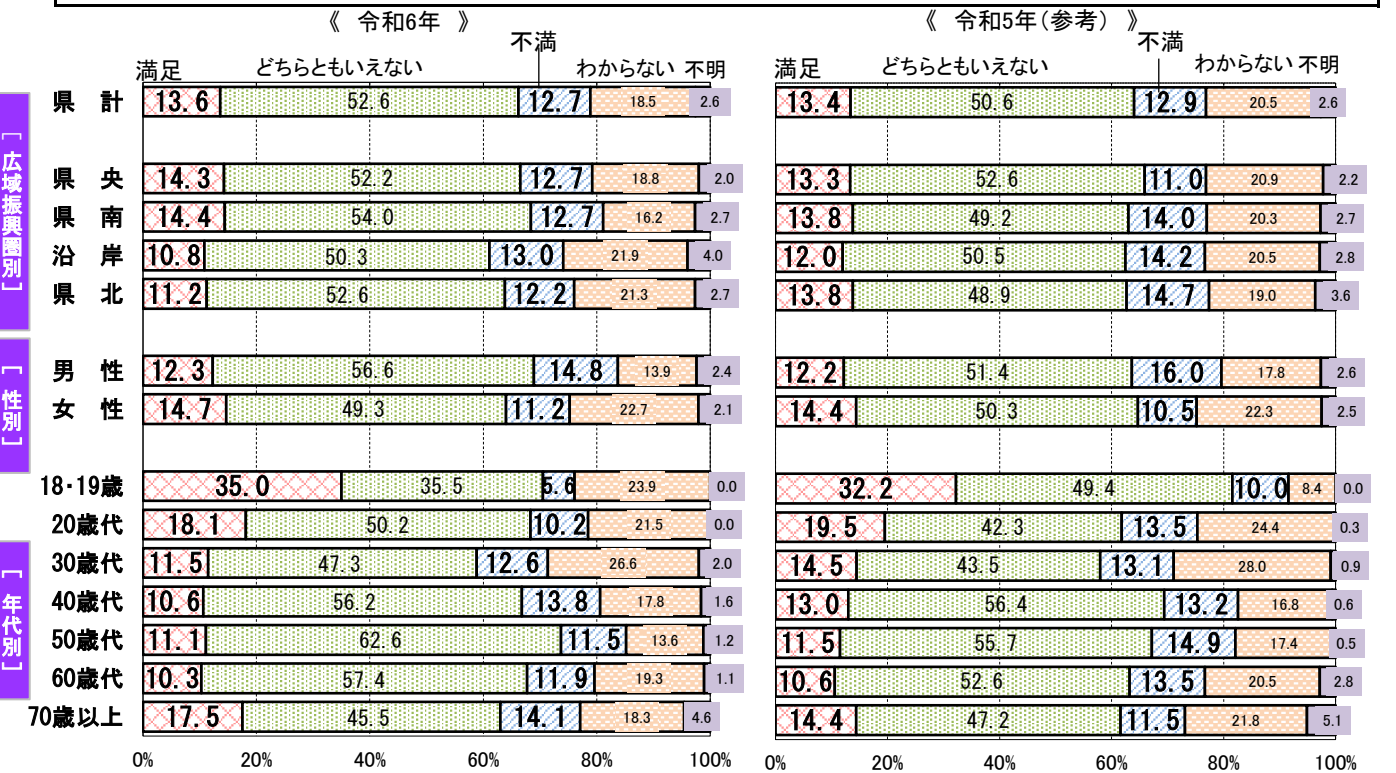 《 令和6年 》 《 令和5年(参考) 》
満足 どちらともいえない 不満 わからない 不明 満足 どちらともいえない 不満 わからない 不明
県 計 13.6 52.6 12.7 18.5 2.6 13.4 50.6 12.9 20.5 2.6
[広域振興圏別]
県 央 14.3 52.2 12.7 18.8 2.0 13.3 52.6 11.0 20.9 2.2
県 南 14.4 54.0 12.7 16.2 2.7 13.8 49.2 14.0 20.3 2.7
沿 岸 10.8 50.3 13.0 21.9 4.0 12.0 50.5 14.2 20.5 2.8
県 北 11.2 52.6 12.2 21.3 2.7 13.8 48.9 14.7 19.0 3.6
[性別]
男 性 12.3 56.6 14.8 13.9 2.4 12.2 51.4 16.0 17.8 2.6
女 性 14.7 49.3 11.2 22.7 2.1 14.4 50.3 10.5 22.3 2.5
[年代別]
18・19歳 35.0 35.5 5.6 23.9 0.0 32.2 49.4 10.0 8.4 0.0
20歳代 18.1 50.2 10.2 21.5 0.0 19.5 42.3 13.5 24.4 0.3
30歳代 11.5 47.3 12.6 26.6 2.0 14.5 43.5 13.1 28.0 0.9
40歳代 10.6 56.2 13.8 17.8 1.6 13.0 56.4 13.2 16.8 0.6
50歳代 11.1 62.6 11.5 13.6 1.2 11.5 55.7 14.9 17.4 0.5
60歳代 10.3 57.4 11.9 19.3 1.1 10.6 52.6 13.5 20.5 2.8
70歳以上 17.5 45.5 14.1 18.3 4.6 14.4 47.2 11.5 21.8 5.1
0% 20% 40% 60% 80% 100% 0% 20% 40% 60% 80% 100%